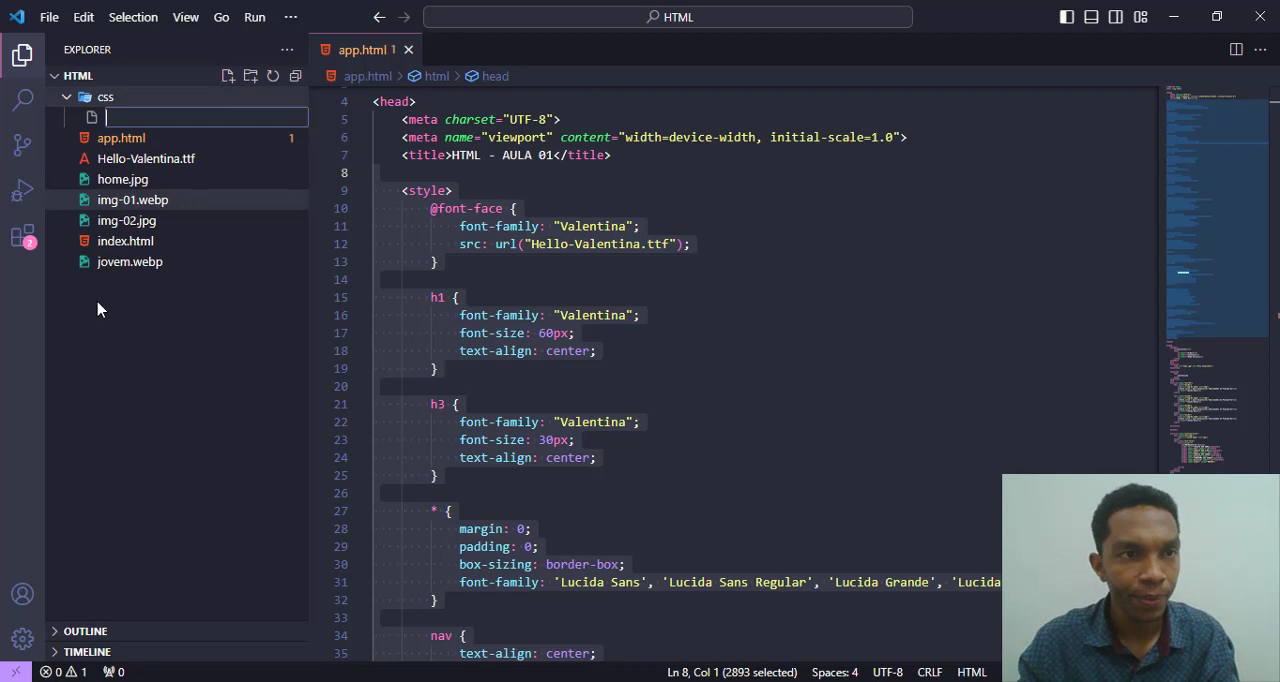 File Edit Selection View Go Run ···
HTML
EXPLORER ···
HTML
css
app.html 1
Hello-Valentina.ttf
home.jpg
img-01.webp
img-02.jpg
index.html
jovem.webp
OUTLINE
TIMELINE
2
app.html 1
app.html > html > head
4 <head>
5 <meta charset="UTF-8">
6 <meta name="viewport" content="width=device-width, initial-scale=1.0">
7 <title>HTML - AULA 01</title>
8
9 <style>
10 @font-face {
11 font-family: "Valentina";
12 src: url("Hello-Valentina.ttf");
13 }
14
15 h1 {
16 font-family: "Valentina";
17 font-size: 60px;
18 text-align: center;
19 }
20
21 h3 {
22 font-family: "Valentina";
23 font-size: 30px;
24 text-align: center;
25 }
26
27 * {
28 margin: 0;
29 padding: 0;
30 box-sizing: border-box;
31 font-family: 'Lucida Sans', 'Lucida Sans Regular', 'Lucida Grande', 'Lucida
32 }
33
34 nav {
35 text-align: center;
0 1 0 Ln 8, Col 1 (2893 selected) Spaces: 4 UTF-8 CRLF HTML